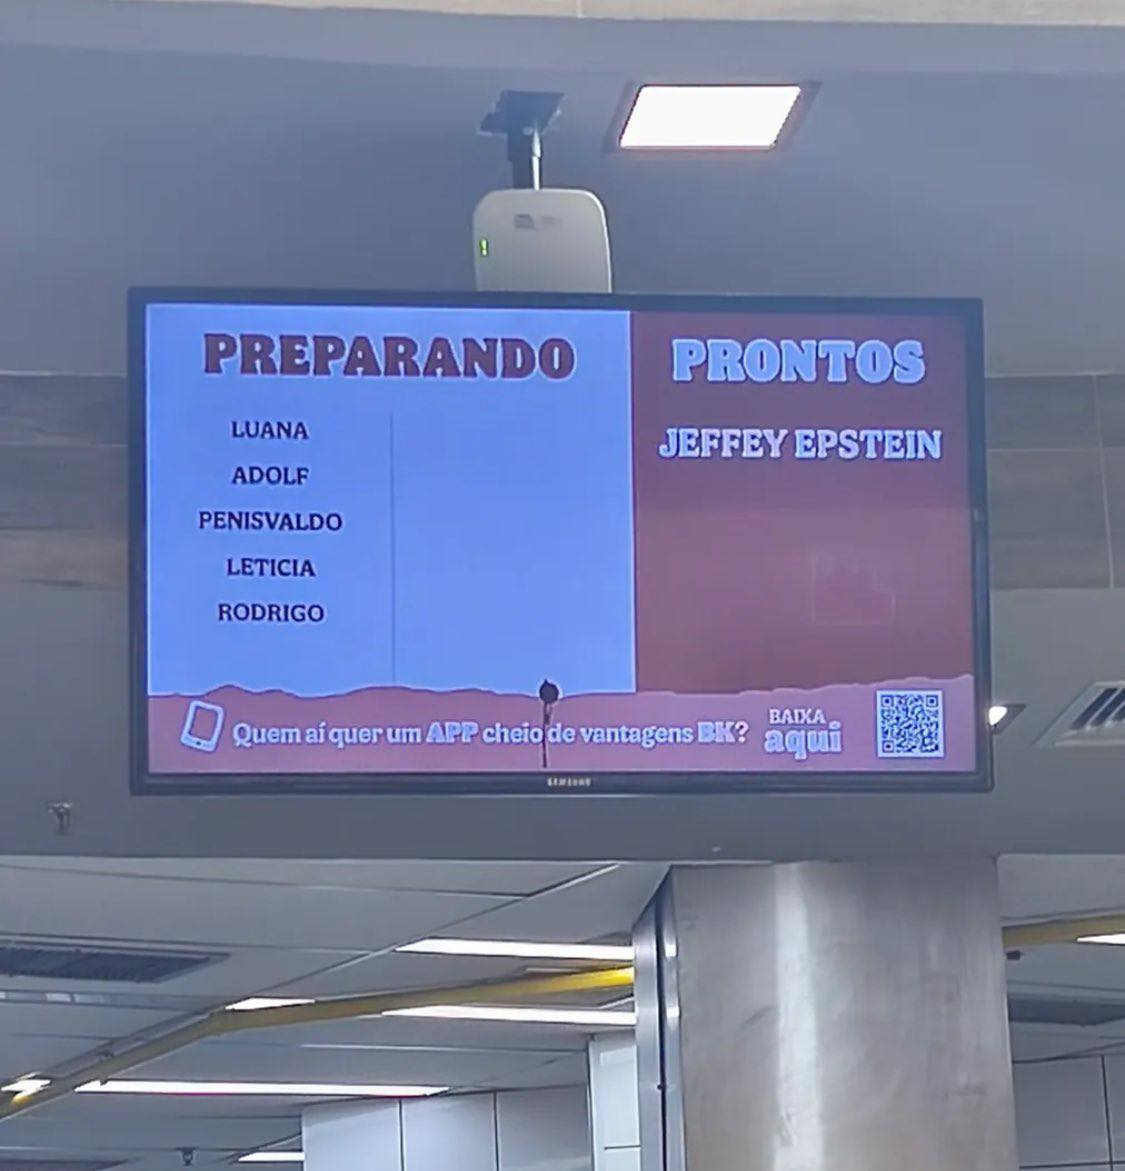 PREPARANDO
LUANA
ADOLF
PENISVALDO
LETICIA
RODRIGO
PRONTOS
JEFFEY EPSTEIN
Quem aí quer um APP cheio de vantagens BK?
BAIXA
aqui
SAMSUNG